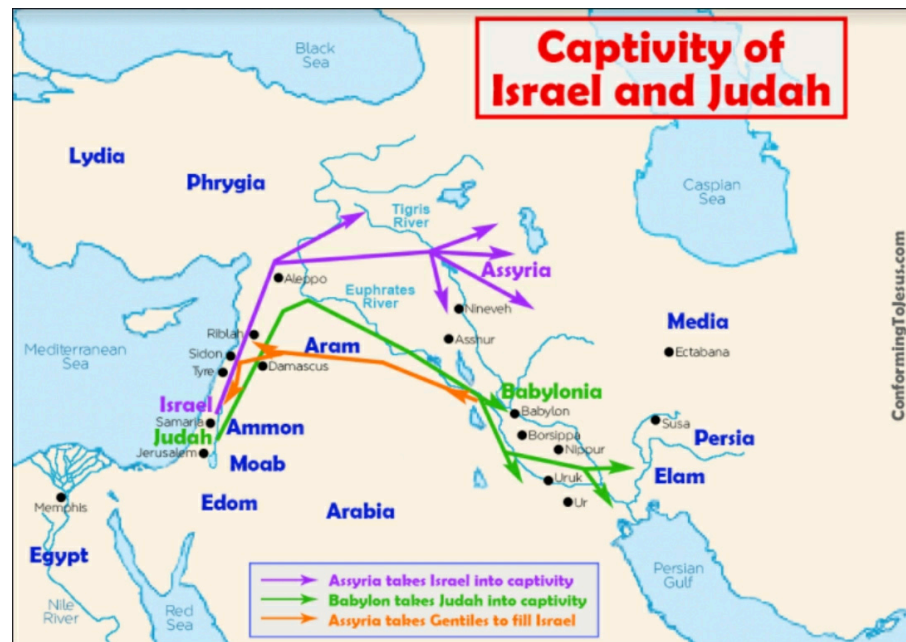 Captivity of
Israel and Judah
Black
Sea
Lydia
Phrygia
Caspian
Sea
Tigris
River
Assyria
Aleppo
Euphrates
River
Nineveh
Media
Riblah
Asshur
Mediterranean
Sea
Sidon
Aram
Ectabana
Tyre
Damascus
Israel
Babylonia
Samaria
Babylon
Judah
Ammon
Susa
Borsippa
Persia
Jerusalem
Nippur
Moab
Elam
Uruk
Memphis
Edom
Arabia
Ur
Egypt
Persian
Gulf
Nile
River
Red
Sea
Assyria takes Israel into captivity
Babylon takes Judah into captivity
Assyria takes Gentiles to fill Israel
ConformingToJesus.com